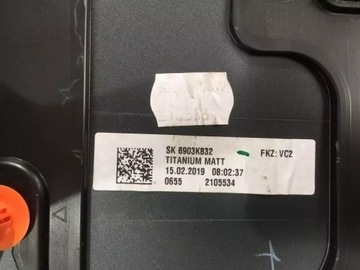 SK 6903K832 FKZ: VC2
TITANIUM MATT
15.02.2019 08:02:37
0655 2105534